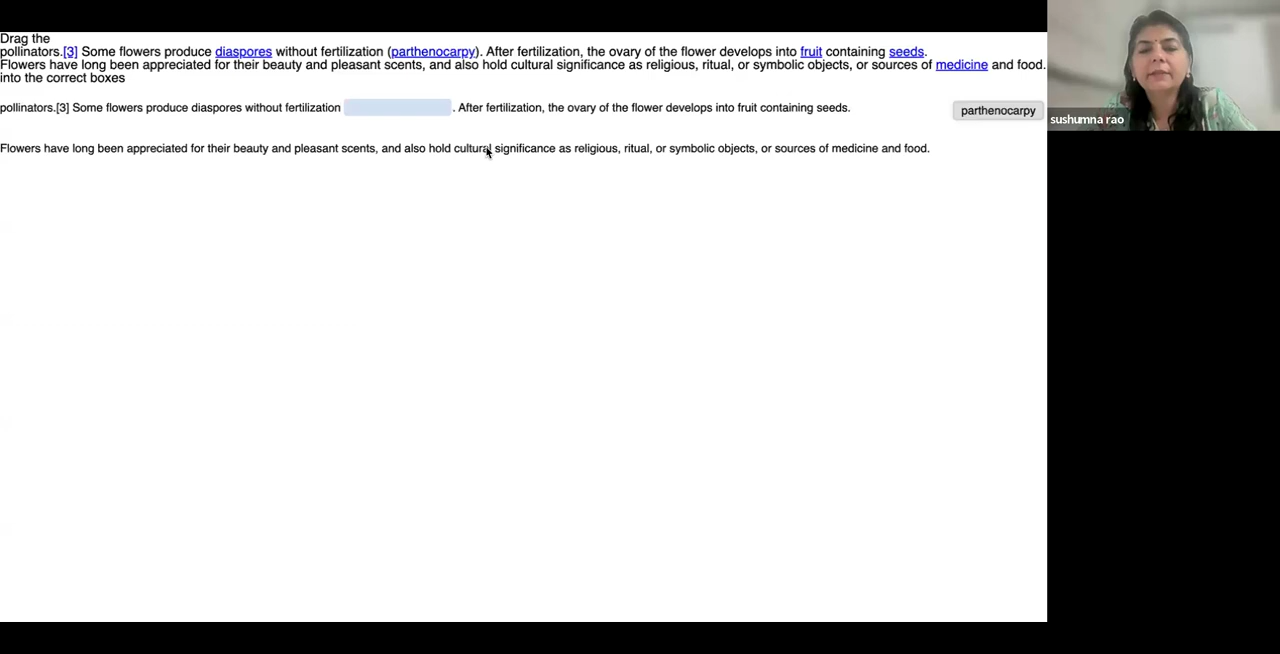 Drag the
pollinators.[3] Some flowers produce diaspores without fertilization (parthenocarpy). After fertilization, the ovary of the flower develops into fruit containing seeds.
Flowers have long been appreciated for their beauty and pleasant scents, and also hold cultural significance as religious, ritual, or symbolic objects, or sources of medicine and food.
into the correct boxes
pollinators.[3] Some flowers produce diaspores without fertilization . After fertilization, the ovary of the flower develops into fruit containing seeds.
parthenocarpy
Flowers have long been appreciated for their beauty and pleasant scents, and also hold cultural significance as religious, ritual, or symbolic objects, or sources of medicine and food.
sushumna rao